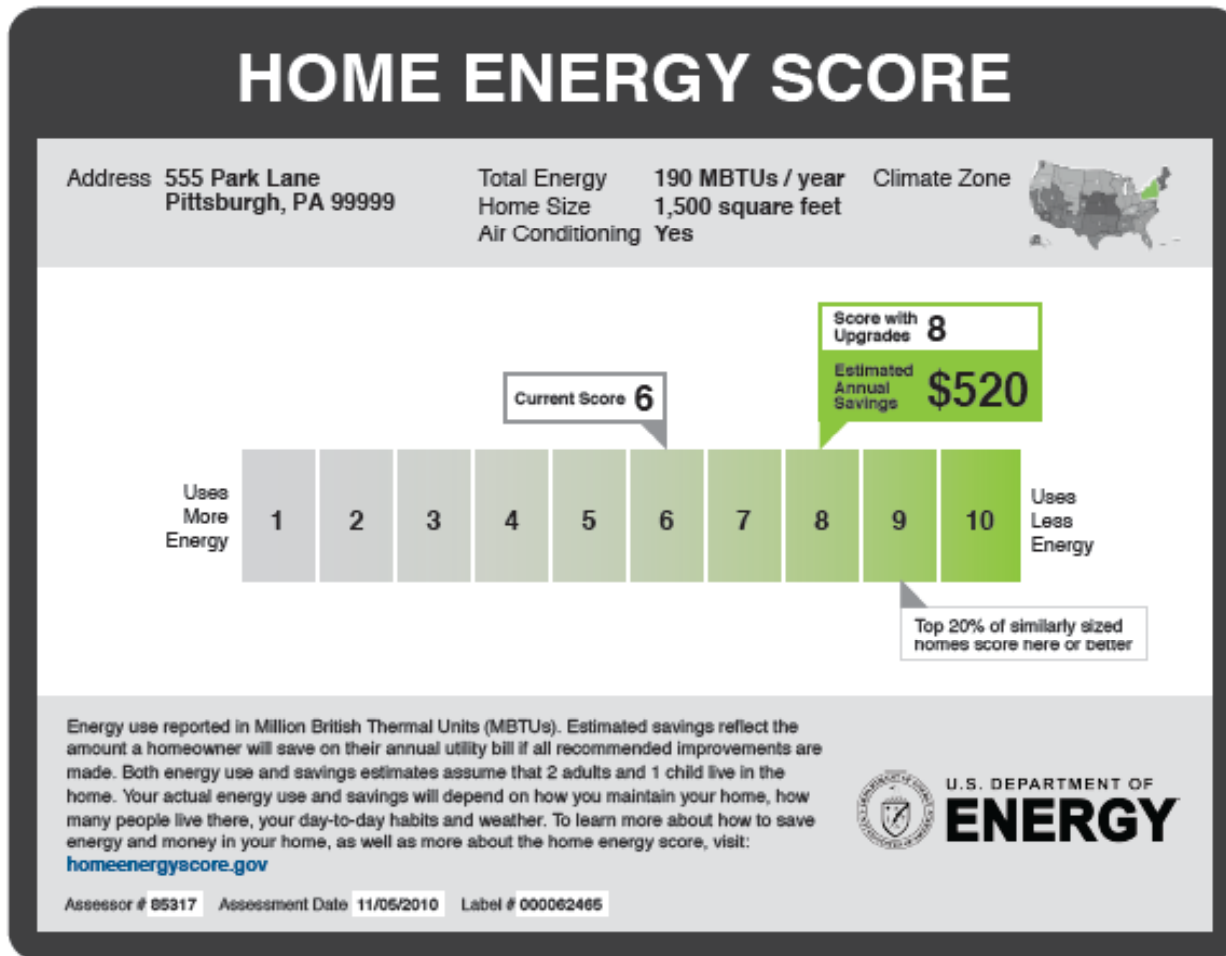 HOME ENERGY SCORE
Address 555 Park Lane
Pittsburgh, PA 99999
Total Energy 190 MBTUs / year
Home Size 1,500 square feet
Air Conditioning Yes
Climate Zone
Score with
Upgrades 8
Estimated
Annual
Savings $520
Current Score 6
Uses
More
Energy
1 2 3 4 5 6 7 8 9 10
Uses
Less
Energy
Top 20% of similarly sized
homes score here or better
Energy use reported in Million British Thermal Units (MBTUs). Estimated savings reflect the
amount a homeowner will save on their annual utility bill if all recommended improvements are
made. Both energy use and savings estimates assume that 2 adults and 1 child live in the
home. Your actual energy use and savings will depend on how you maintain your home, how
many people live there, your day-to-day habits and weather. To learn more about how to save
energy and money in your home, as well as more about the home energy score, visit:
homeenergyscore.gov
U.S. DEPARTMENT OF
ENERGY
Assessor # 85317 Assessment Date 11/05/2010 Label # 000062465